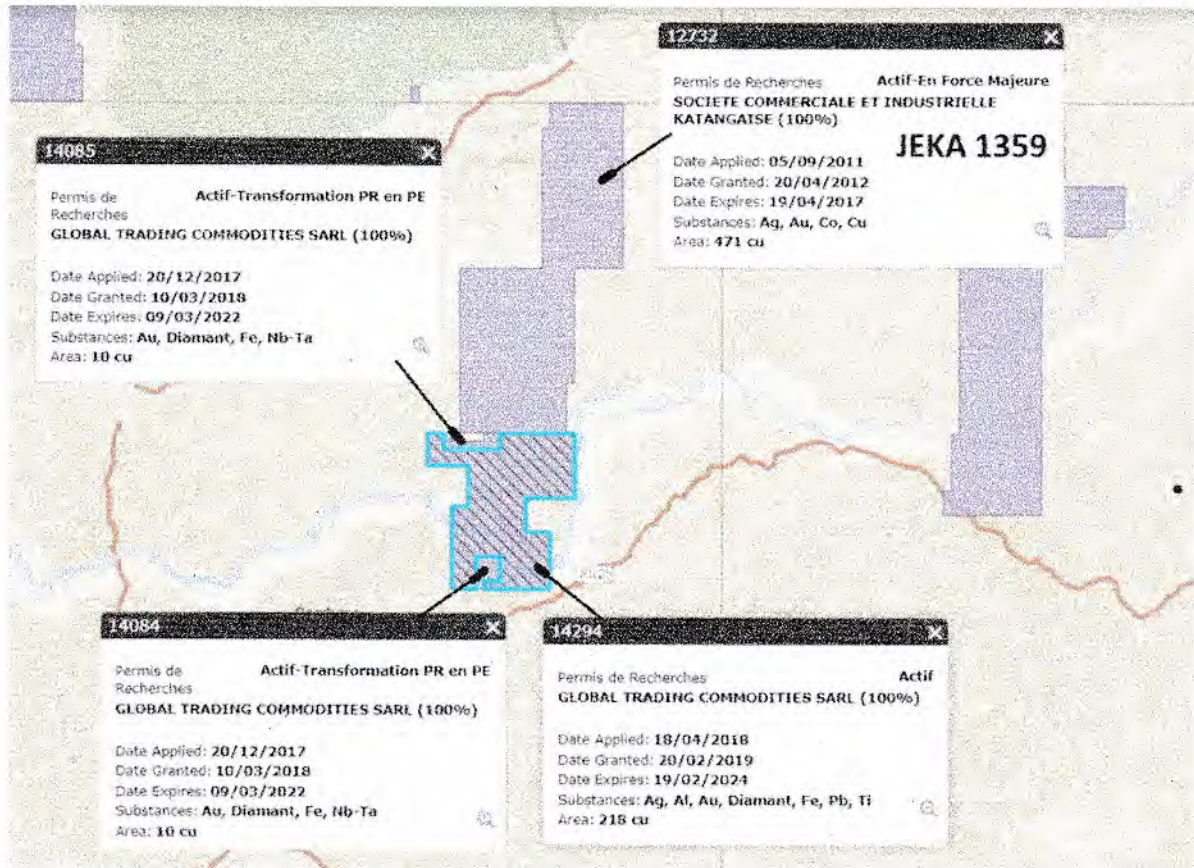 12732
Permis de Recherches Actif-En Force Majeure
SOCIETE COMMERCIALE ET INDUSTRIELLE
KATANGAISE (100%)
JEKA 1359
Date Applied: 05/09/2011
Date Granted: 20/04/2012
Date Expires: 19/04/2017
Substances: Ag, Au, Co, Cu
Area: 471 cu
14085
Permis de Actif-Transformation PR en PE
Recherches
GLOBAL TRADING COMMODITIES SARL (100%)
Date Applied: 20/12/2017
Date Granted: 10/03/2018
Date Expires: 09/03/2022
Substances: Au, Diamant, Fe, Nb-Ta
Area: 10 cu
14084
Permis de Actif-Transformation PR en PE
Recherches
GLOBAL TRADING COMMODITIES SARL (100%)
Date Applied: 20/12/2017
Date Granted: 10/03/2018
Date Expires: 09/03/2022
Substances: Au, Diamant, Fe, Nb-Ta
Area: 10 cu
14294
Permis de Recherches Actif
GLOBAL TRADING COMMODITIES SARL (100%)
Date Applied: 18/04/2018
Date Granted: 20/02/2019
Date Expires: 19/02/2024
Substances: Ag, Al, Au, Diamant, Fe, Pb, Ti
Area: 218 cu